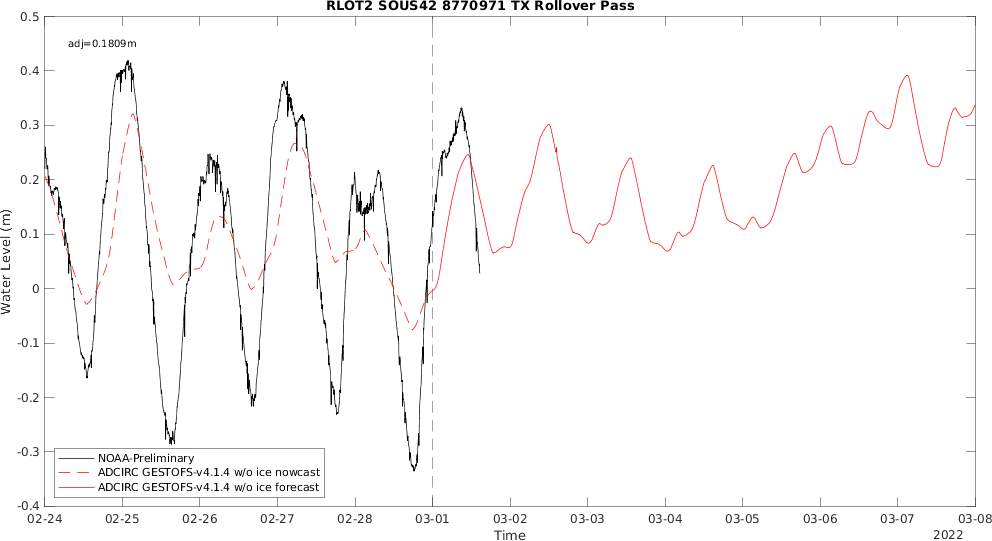 RLOT2 SOUS42 8770971 TX Rollover Pass
adj=0.1809m
Water Level (m)
0.5
0.4
0.3
0.2
0.1
0
-0.1
-0.2
-0.3
-0.4
NOAA-Preliminary
ADCIRC GESTOFS-v4.1.4 w/o ice nowcast
ADCIRC GESTOFS-v4.1.4 w/o ice forecast
02-24 02-25 02-26 02-27 02-28 03-01 03-02 03-03 03-04 03-05 03-06 03-07 03-08
Time
2022